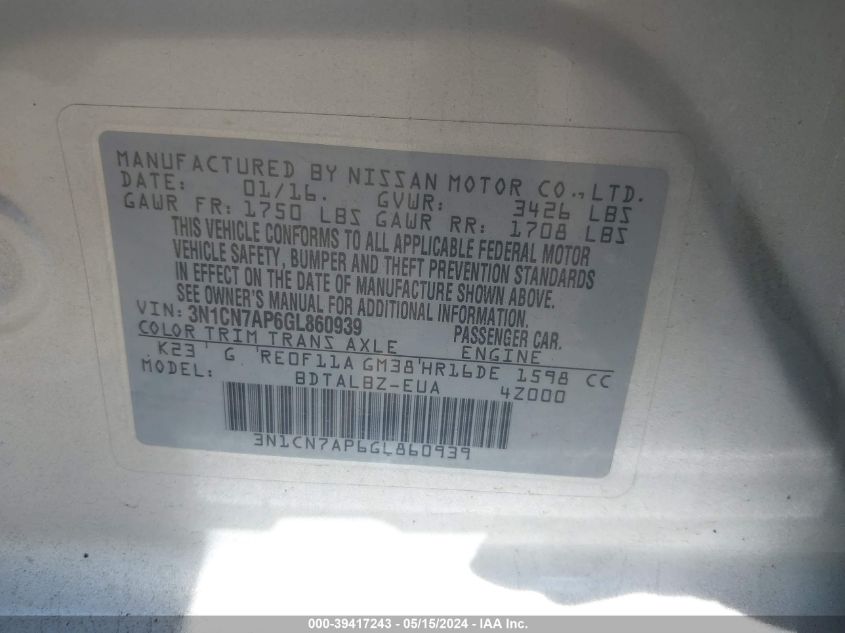 MANUFACTURED BY NISSAN MOTOR CO., LTD.
DATE: 01/16. GVWR: 3426 LBS
GAWR FR: 1750 LBS GAWR RR: 1708 LBS
THIS VEHICLE CONFORMS TO ALL APPLICABLE FEDERAL MOTOR
VEHICLE SAFETY, BUMPER AND THEFT PREVENTION STANDARDS
IN EFFECT ON THE DATE OF MANUFACTURE SHOWN ABOVE.
SEE OWNER'S MANUAL FOR ADDITIONAL INFORMATION.
VIN: 3N1CN7AP6GL860939 PASSENGER CAR.
COLOR TRIM TRANS AXLE ENGINE
K23 ' G ' RE0F11A GM38 ' HR16DE 1598 CC
MODEL: BDTALBZ-EUA 4Z000
3N1CN7AP6GL860939
000-39417243 - 05/15/2024 - IAA Inc.